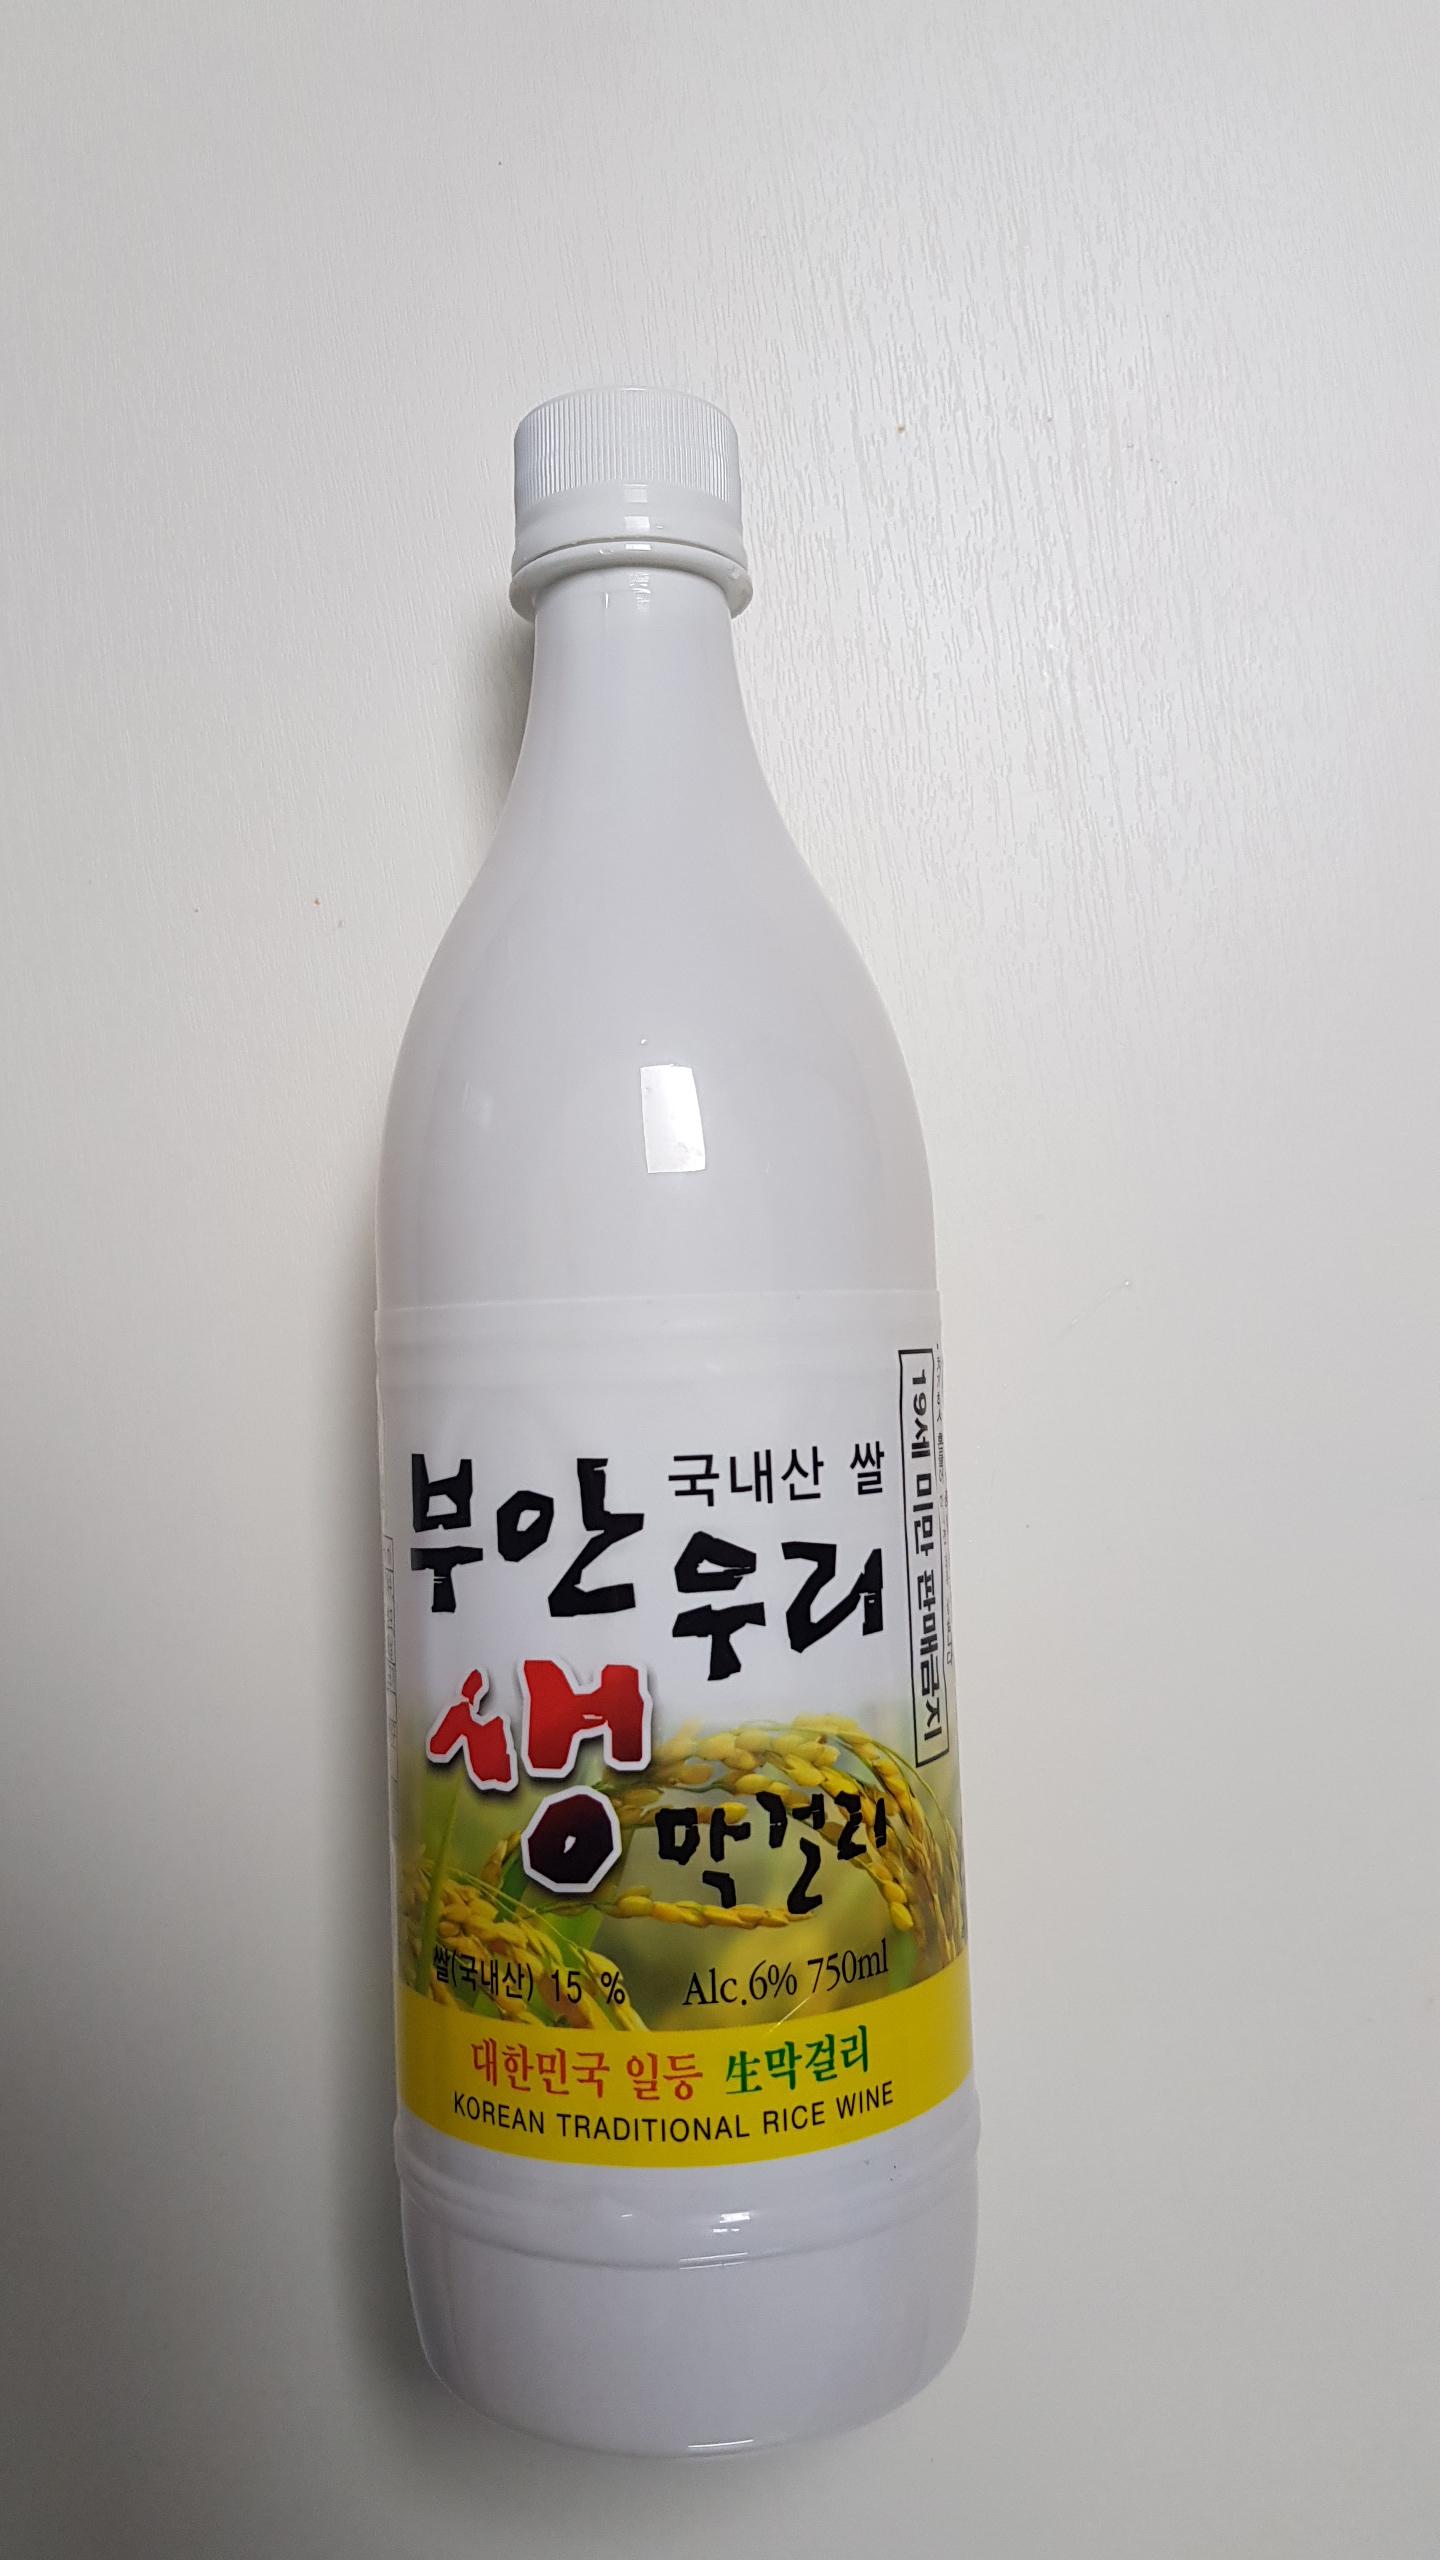 국내산 쌀
부안
우리
생
막걸리
쌀(국내산) 15 %
Alc.6% 750ml
대한민국 일등 生막걸리
KOREAN TRADITIONAL RICE WINE
19세 미만 판매금지